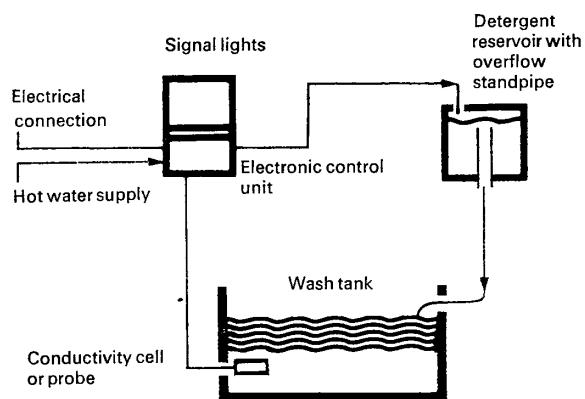 Signal lights
Detergent
reservoir with
overflow
standpipe
Electrical
connection
Hot water supply
Electronic control
unit
Wash tank
Conductivity cell
or probe